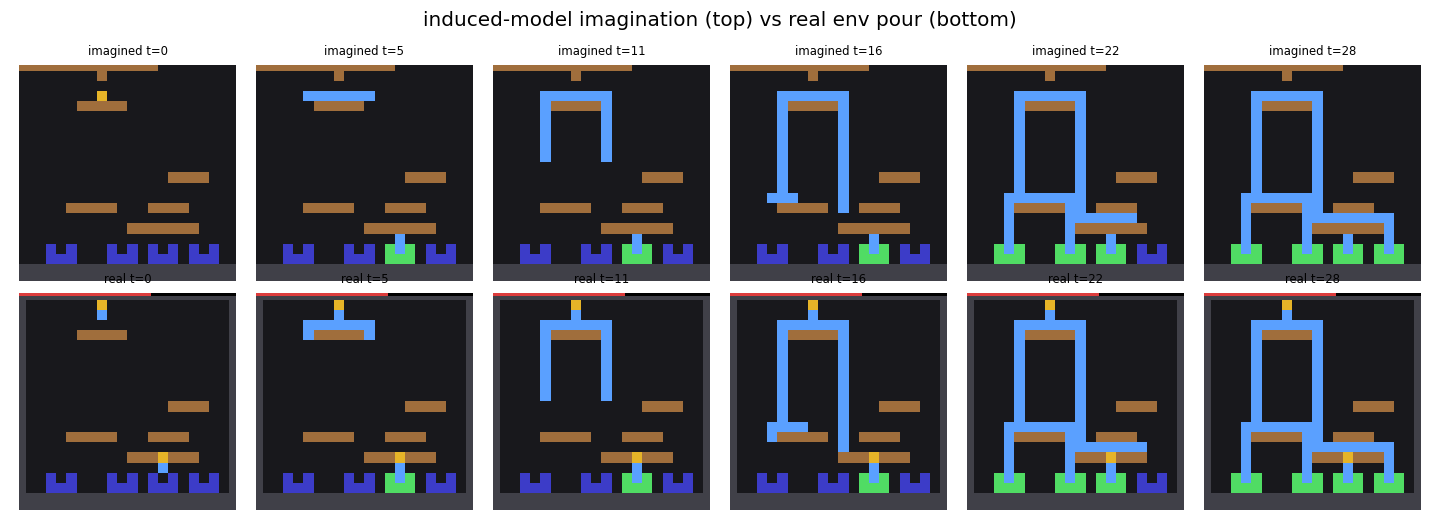 induced-model imagination (top) vs real env pour (bottom)
imagined t=0 imagined t=5 imagined t=11 imagined t=16 imagined t=22 imagined t=28
real t=0 real t=5 real t=11 real t=16 real t=22 real t=28